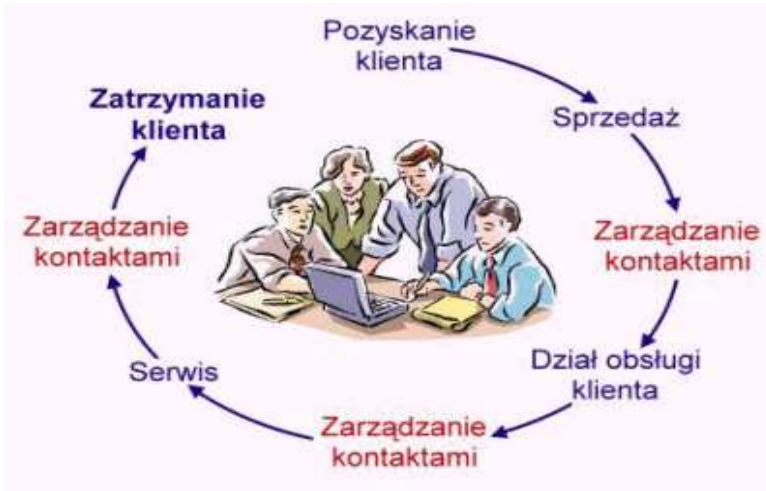 Pozyskanie
klienta
Sprzedaż
Zarządzanie
kontaktami
Dział obsługi
klienta
Zarządzanie
kontaktami
Serwis
Zarządzanie
kontaktami
Zatrzymanie
klienta